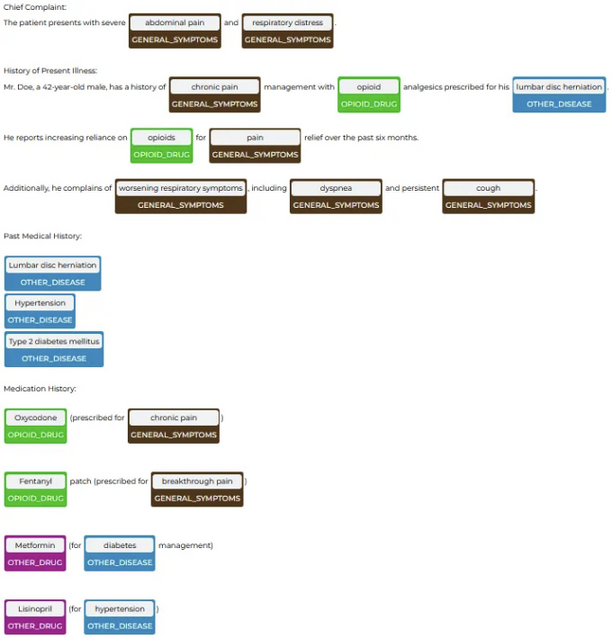 Chief Complaint:
The patient presents with severe abdominal pain and respiratory distress .
GENERAL_SYMPTOMS GENERAL_SYMPTOMS
History of Present Illness:
Mr. Doe, a 42-year-old male, has a history of chronic pain management with opioid analgesics prescribed for his lumbar disc herniation .
GENERAL_SYMPTOMS OPIOID_DRUG OTHER_DISEASE
He reports increasing reliance on opioids for pain relief over the past six months.
OPIOID_DRUG GENERAL_SYMPTOMS
Additionally, he complains of worsening respiratory symptoms , including dyspnea and persistent cough .
GENERAL_SYMPTOMS GENERAL_SYMPTOMS GENERAL_SYMPTOMS
Past Medical History:
Lumbar disc herniation
OTHER_DISEASE
Hypertension
OTHER_DISEASE
Type 2 diabetes mellitus
OTHER_DISEASE
Medication History:
Oxycodone (prescribed for chronic pain )
OPIOID_DRUG GENERAL_SYMPTOMS
Fentanyl patch (prescribed for breakthrough pain )
OPIOID_DRUG GENERAL_SYMPTOMS
Metformin (for diabetes management)
OTHER_DRUG OTHER_DISEASE
Lisinopril (for hypertension )
OTHER_DRUG OTHER_DISEASE